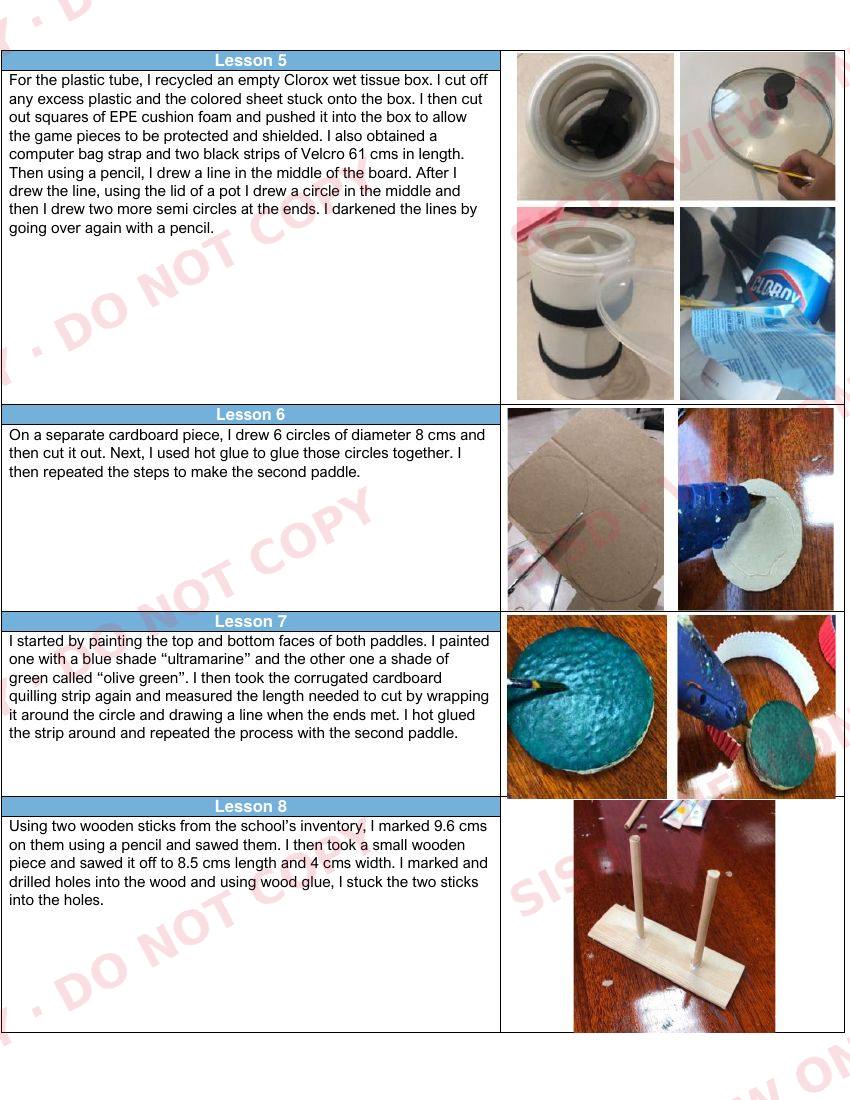 Lesson 5
For the plastic tube, I recycled an empty Clorox wet tissue box. I cut off
any excess plastic and the colored sheet stuck onto the box. I then cut
out squares of EPE cushion foam and pushed it into the box to allow
the game pieces to be protected and shielded. I also obtained a
computer bag strap and two black strips of Velcro 61 cms in length.
Then using a pencil, I drew a line in the middle of the board. After I
drew the line, using the lid of a pot I drew a circle in the middle and
then I drew two more semi circles at the ends. I darkened the lines by
going over again with a pencil.
CLOROX
Lesson 6
On a separate cardboard piece, I drew 6 circles of diameter 8 cms and
then cut it out. Next, I used hot glue to glue those circles together. I
then repeated the steps to make the second paddle.
Lesson 7
I started by painting the top and bottom faces of both paddles. I painted
one with a blue shade “ultramarine” and the other one a shade of
green called “olive green”. I then took the corrugated cardboard
quilling strip again and measured the length needed to cut by wrapping
it around the circle and drawing a line when the ends met. I hot glued
the strip around and repeated the process with the second paddle.
Lesson 8
Using two wooden sticks from the school’s inventory, I marked 9.6 cms
on them using a pencil and sawed them. I then took a small wooden
piece and sawed it off to 8.5 cms length and 4 cms width. I marked and
drilled holes into the wood and using wood glue, I stuck the two sticks
into the holes.
Y · DO NOT COPY
SISD · VIEW ON
Y · DO NOT COPY
SISD · VIEW ON
Y · DO NOT COPY
SISD · VIEW ON
W ON